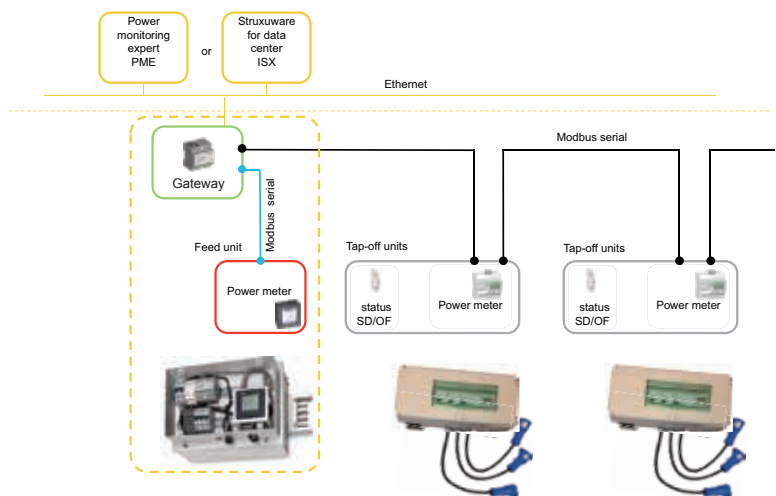 Power
monitoring
expert
PME
or
Struxuware
for data
center
ISX
Ethernet
Modbus serial
Gateway
Modbus serial
Feed unit
Tap-off units
Tap-off units
Power meter
status
SD/OF
Power meter
status
SD/OF
Power meter